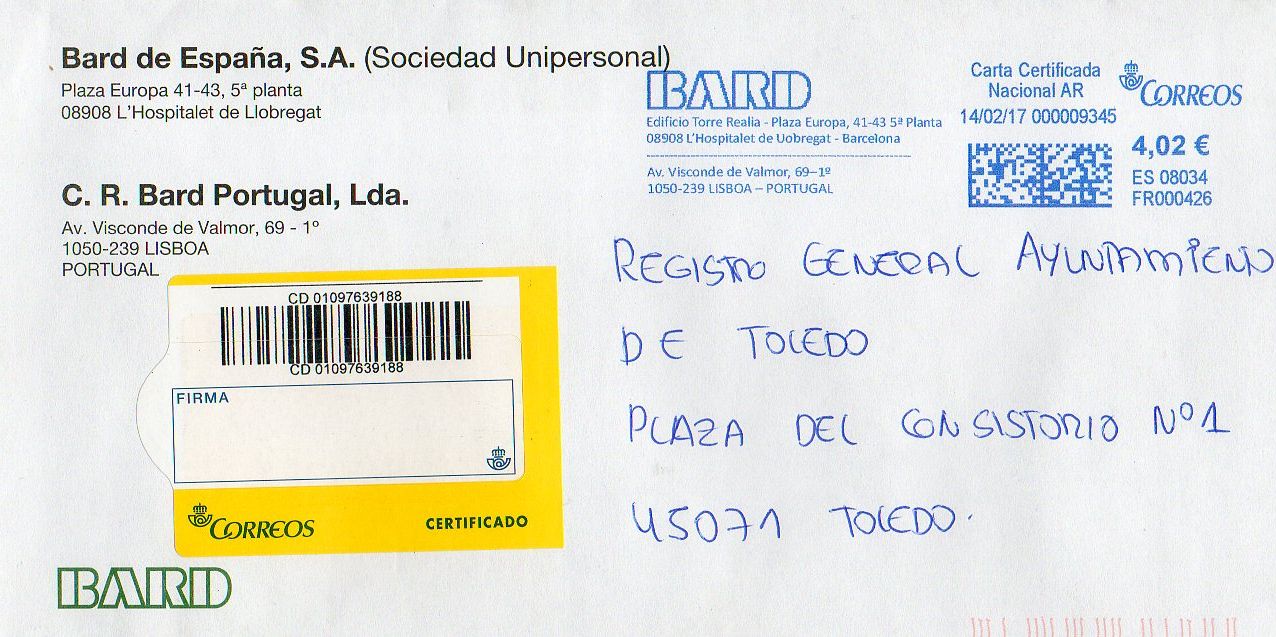 Bard de España, S.A. (Sociedad Unipersonal)
Plaza Europa 41-43, 5ª planta
08908 L'Hospitalet de Llobregat
C. R. Bard Portugal, Lda.
Av. Visconde de Valmor, 69 - 1º
1050-239 LISBOA
PORTUGAL
BARD
Edificio Torre Realia - Plaza Europa, 41-43 5ª Planta
08908 L'Hospitalet de Uobregat - Barcelona
Av. Visconde de Valmor, 69-1º
1050-239 LISBOA – PORTUGAL
Carta Certificada
Nacional AR
14/02/17 000009345
CORREOS
4,02 €
ES 08034
FR000426
REGISTRO GENERAL AYUNTAMIENTO
DE TOLEDO
PLAZA DEL CONSISTORIO Nº1
45071 TOLEDO.
CD 01097639188
CD 01097639188
FIRMA
CORREOS
CERTIFICADO
BARD